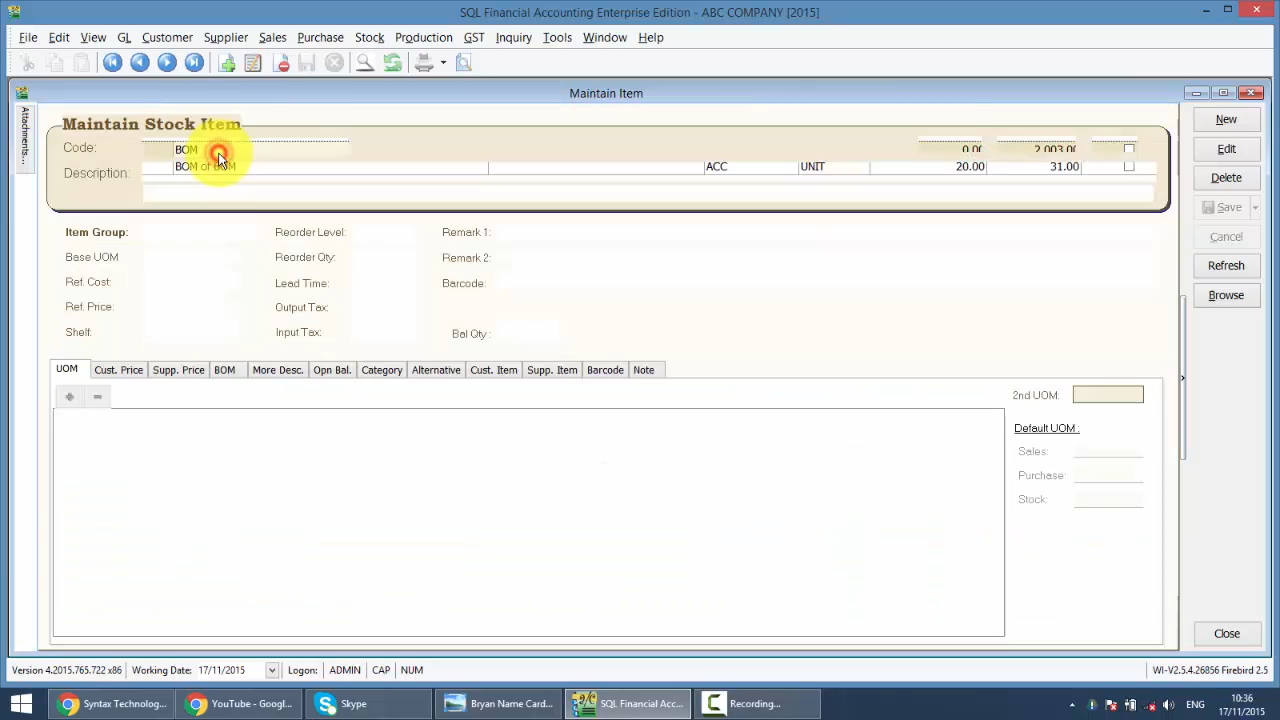 SQL Financial Accounting Enterprise Edition - ABC COMPANY [2015]
File Edit View GL Customer Supplier Sales Purchase Stock Production GST Inquiry Tools Window Help
Maintain Item
Attachments...
Maintain Stock Item
Code: BOM 0.00 2,003.00
BOM of BOM ACC UNIT 20.00 31.00
Description:
Item Group: Reorder Level: Remark 1:
Base UOM Reorder Qty: Remark 2:
Ref. Cost: Lead Time: Barcode:
Ref. Price: Output Tax:
Shelf: Input Tax: Bal Qty :
UOM Cust. Price Supp. Price BOM More Desc. Opn Bal. Category Alternative Cust. Item Supp. Item Barcode Note
2nd UOM:
Default UOM :
Sales:
Purchase:
Stock:
New
Edit
Delete
Save
Cancel
Refresh
Browse
Close
Version 4.2015.765.722 x86 Working Date: 17/11/2015 Logon: ADMIN CAP NUM WI-V2.5.4.26856 Firebird 2.5
Syntax Technolog... YouTube - Googl... Skype Bryan Name Card... SQL Financial Acc... Recording... 10:36
17/11/2015